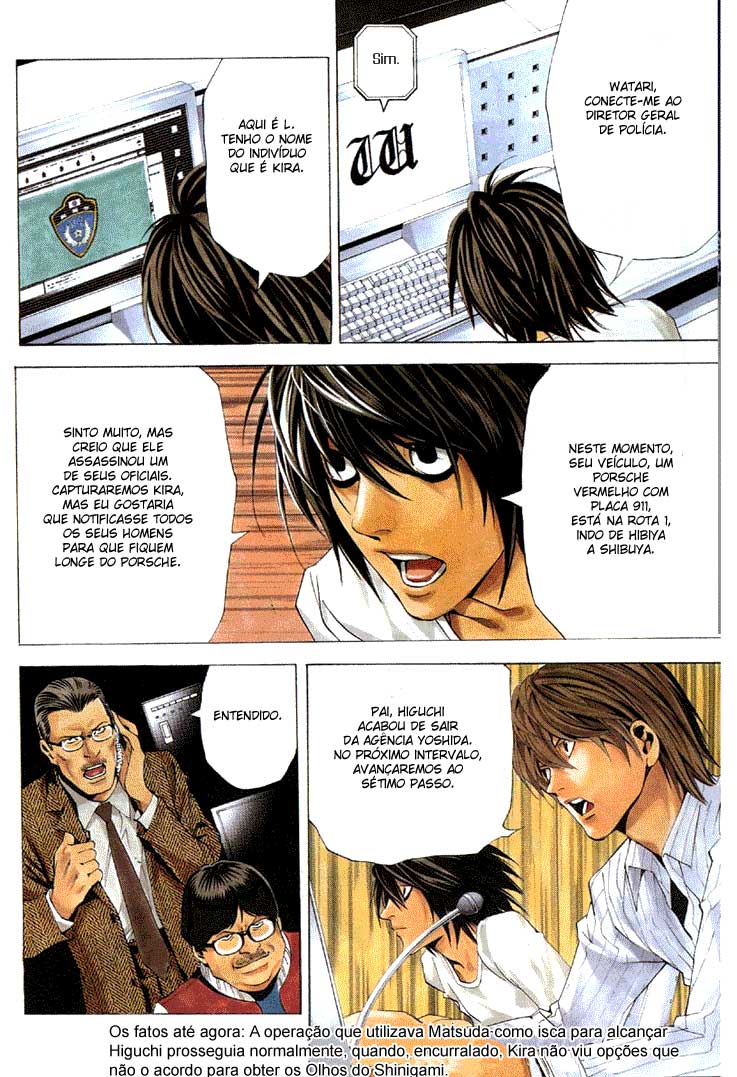 WATARI,
CONECTE-ME AO
DIRETOR GERAL
DE POLÍCIA.
Sim.
W
AQUI É L.
TENHO O NOME
DO INDIVÍDUO
QUE É KIRA.
NESTE MOMENTO,
SEU VEÍCULO, UM
PORSCHE
VERMELHO COM
PLACA 911,
ESTÁ NA ROTA 1,
INDO DE HIBIYA
A SHIBUYA.
SINTO MUITO, MAS
CREIO QUE ELE
ASSASSINOU UM
DE SEUS OFICIAIS.
CAPTURAREMOS KIRA,
MAS EU GOSTARIA
QUE NOTIFICASSE TODOS
OS SEUS HOMENS
PARA QUE FIQUEM
LONGE DO PORSCHE.
PAI, HIGUCHI
ACABOU DE SAIR
DA AGÊNCIA YOSHIDA.
NO PRÓXIMO INTERVALO,
AVANÇAREMOS AO
SÉTIMO PASSO.
ENTENDIDO.
Os fatos até agora: A operação que utilizava Matsuda como isca para alcançar
Higuchi prosseguia normalmente, quando, encurralado, Kira não viu opções que
não o acordo para obter os Olhos do Shinigami.